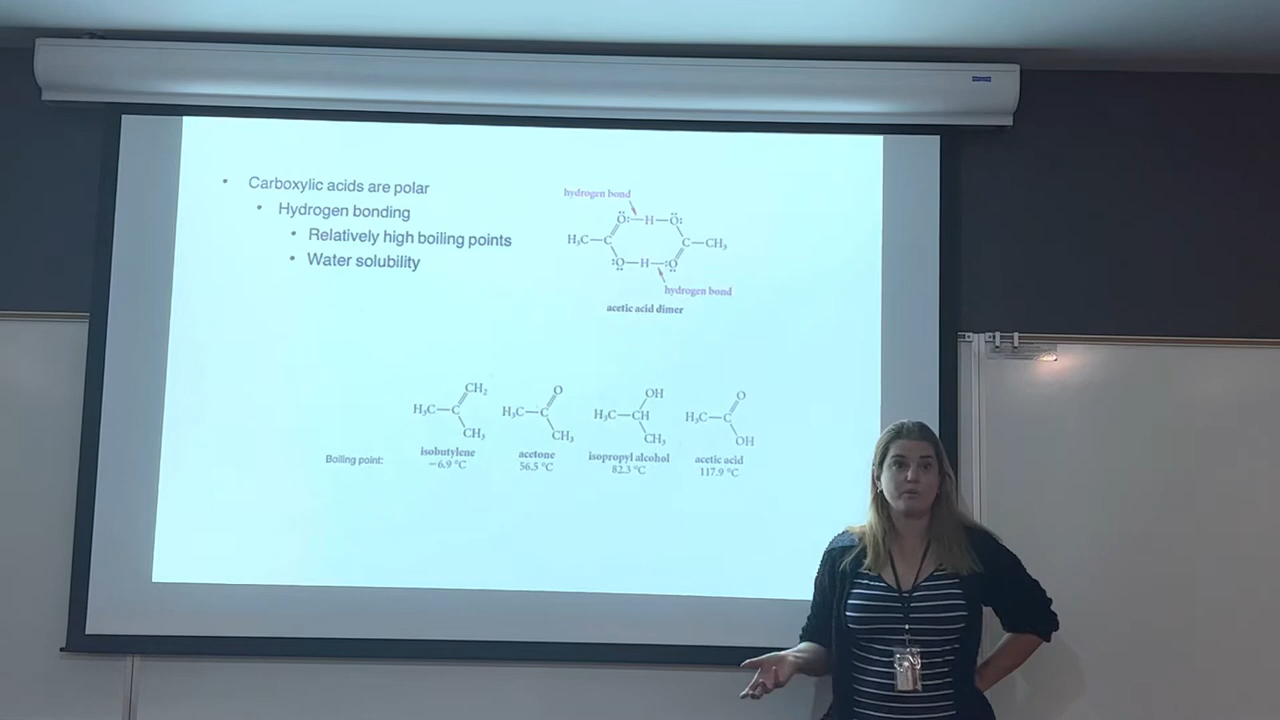 • Carboxylic acids are polar
• Hydrogen bonding
• Relatively high boiling points
• Water solubility
hydrogen bond
Ö:—H—Ö:
H₃C—C
C—CH₃
:O—H—:O
hydrogen bond
acetic acid dimer
CH₂
H₃C—C
CH₃
isobutylene
−6.9 °C
O
H₃C—C
CH₃
acetone
56.5 °C
OH
H₃C—CH
CH₃
isopropyl alcohol
82.3 °C
O
H₃C—C
OH
acetic acid
117.9 °C
Boiling point: